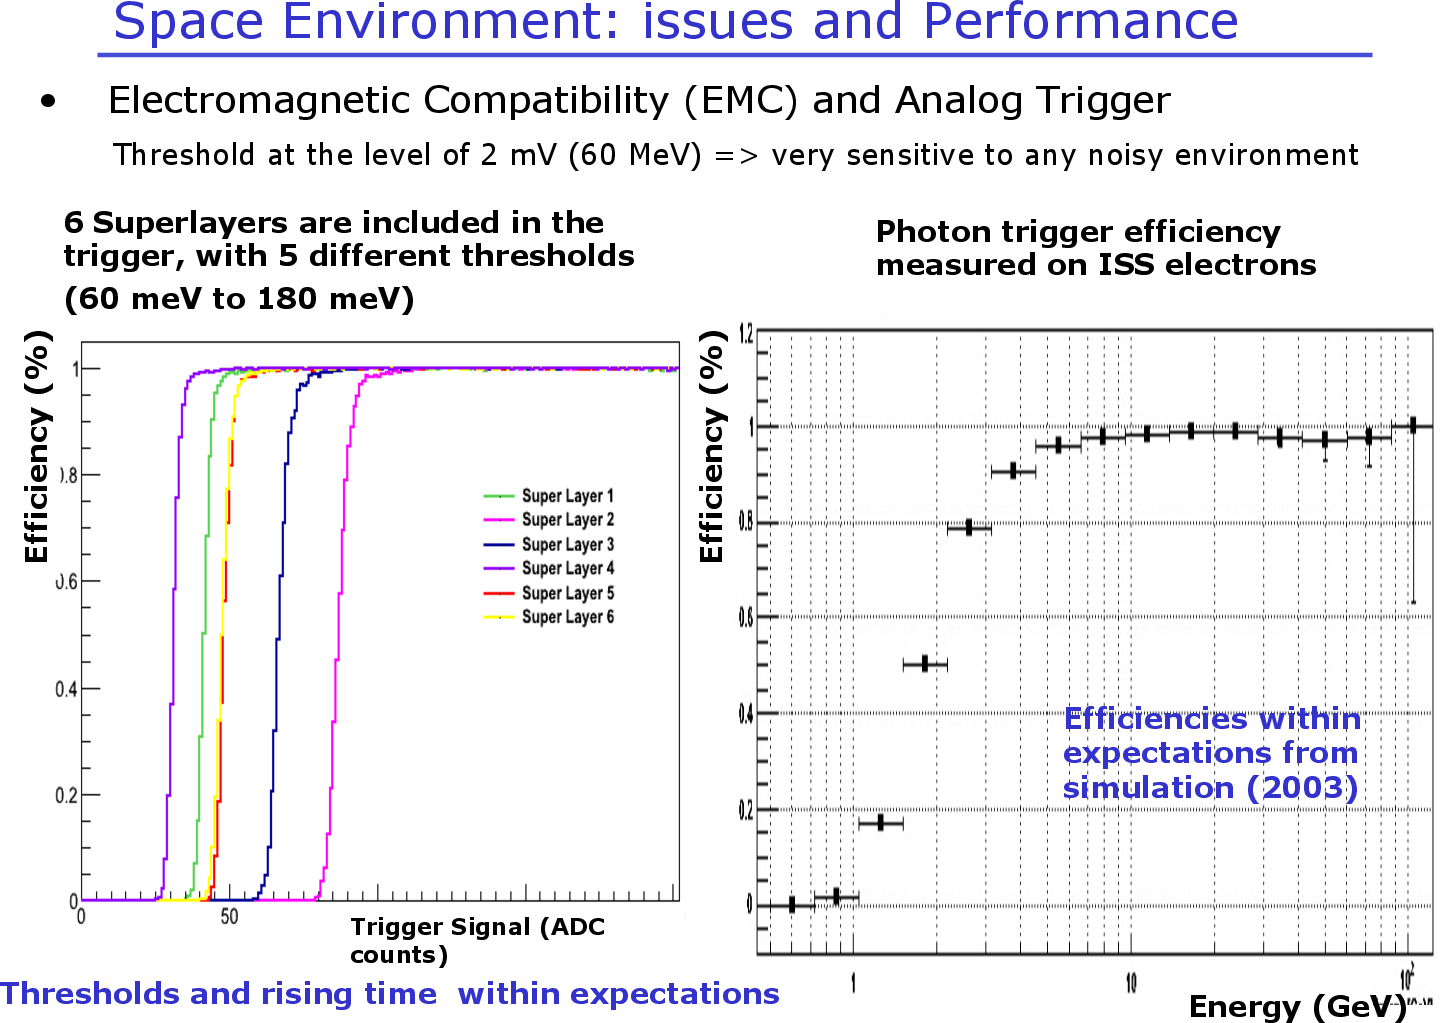 Space Environment: issues and Performance
• Electromagnetic Compatibility (EMC) and Analog Trigger
Threshold at the level of 2 mV (60 MeV) => very sensitive to any noisy environment
6 Superlayers are included in the
trigger, with 5 different thresholds
(60 meV to 180 meV)
Efficiency (%)
1
0.6
0.4
0.2
0
0
50
Super Layer 1
Super Layer 2
Super Layer 3
Super Layer 4
Super Layer 5
Super Layer 6
Trigger Signal (ADC
counts)
Thresholds and rising time within expectations
Photon trigger efficiency
measured on ISS electrons
Efficiency (%)
1.2
1
0.8
0.6
0.4
0.2
0
Efficiencies within
expectations from
simulation (2003)
1
10
10²
Energy (GeV)